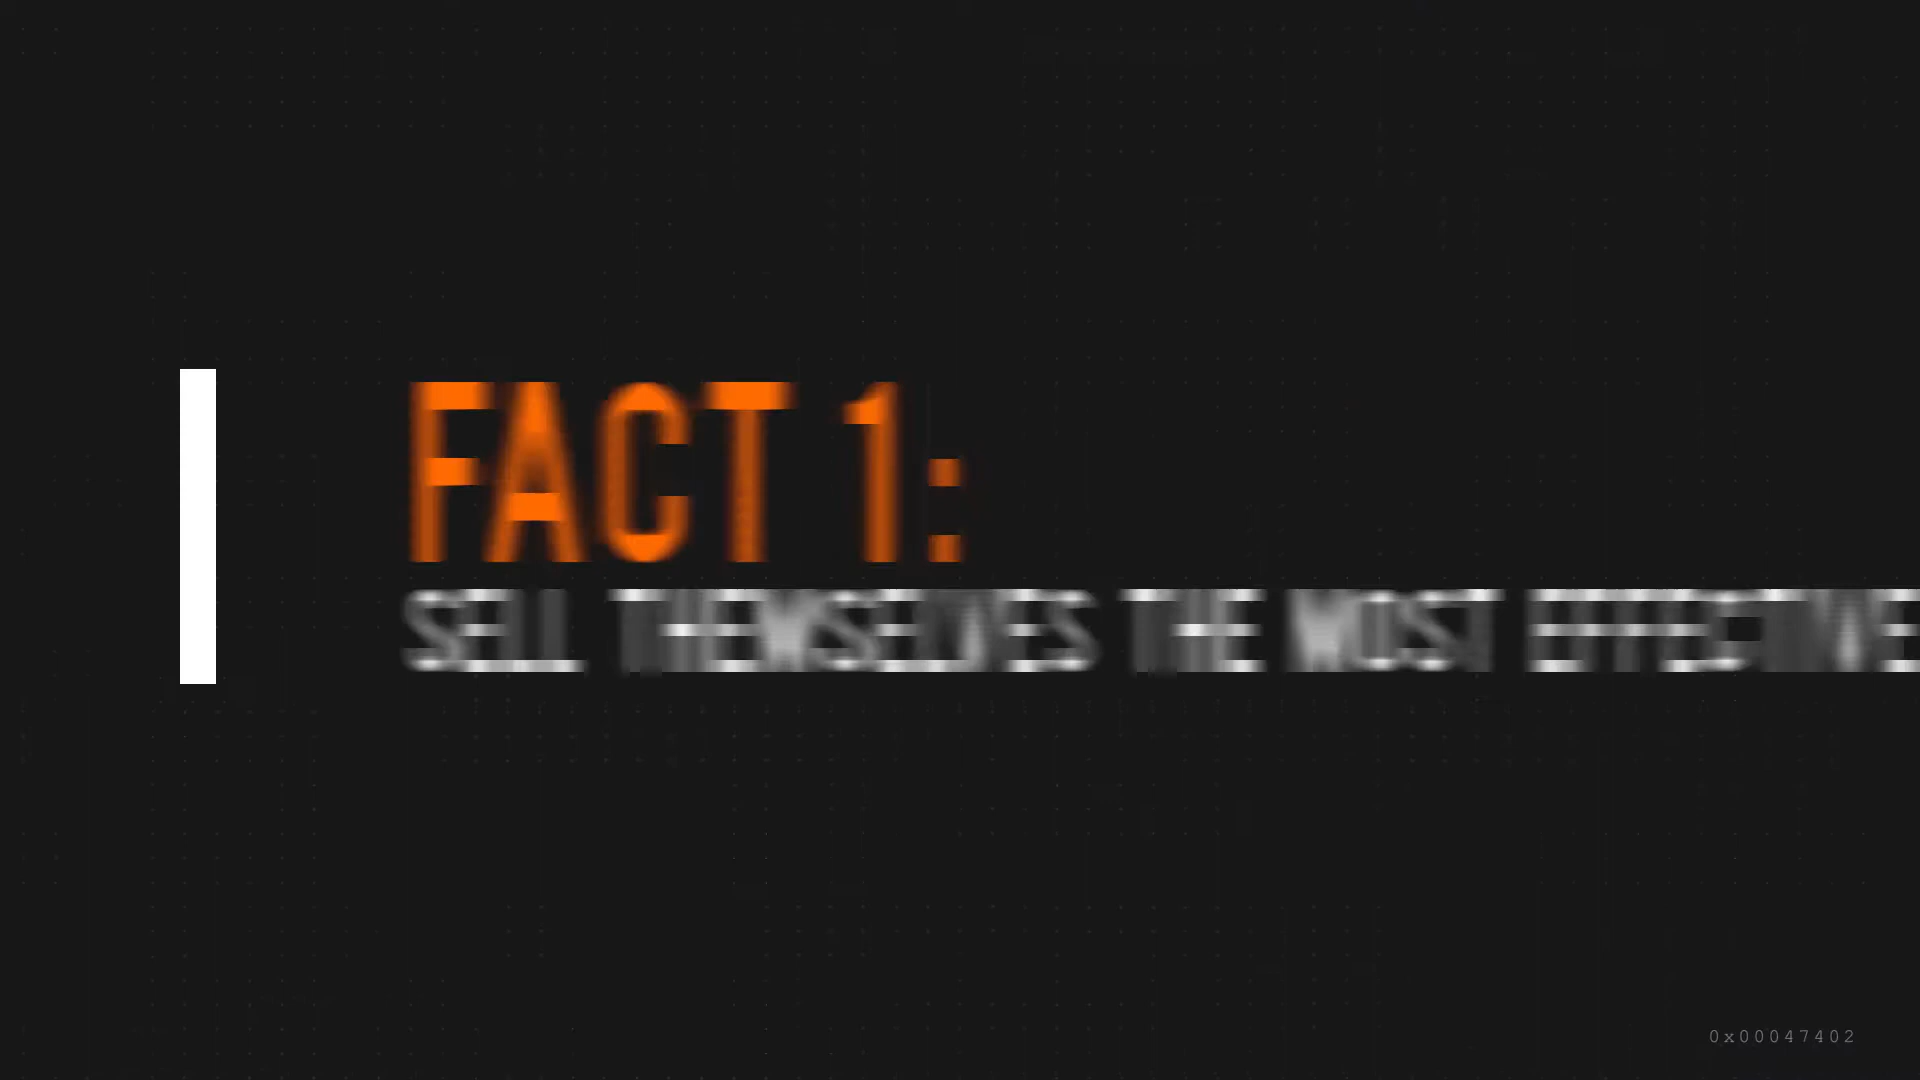 FACT 1:
SELL THEMSELVES THE MOST EFFECTIVE
0x00047402